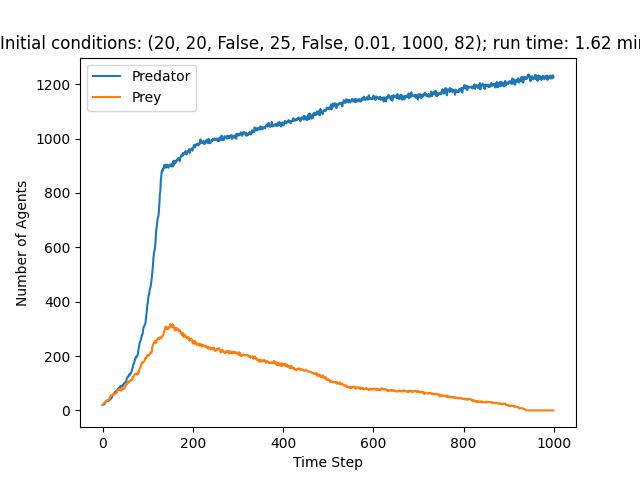 Initial conditions: (20, 20, False, 25, False, 0.01, 1000, 82); run time: 1.62 mi
Predator
Prey
1200
1000
800
600
400
200
0
Number of Agents
0 200 400 600 800 1000
Time Step